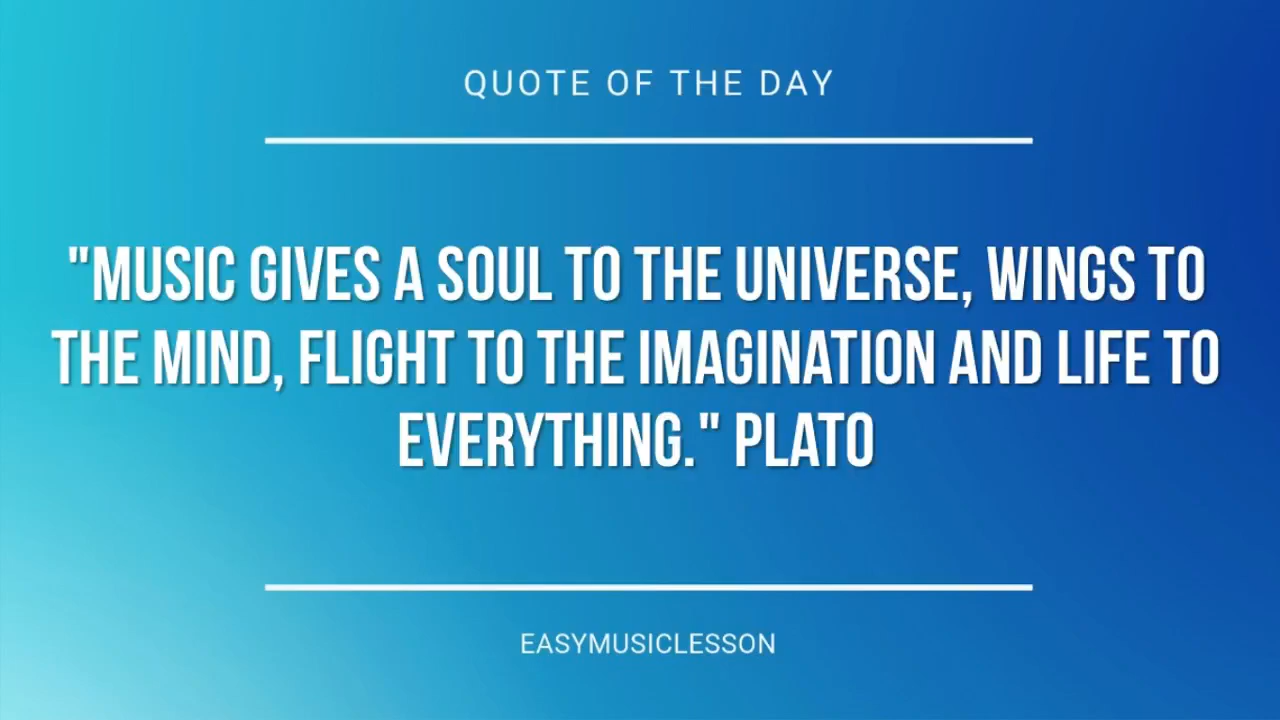 QUOTE OF THE DAY
"MUSIC GIVES A SOUL TO THE UNIVERSE, WINGS TO
THE MIND, FLIGHT TO THE IMAGINATION AND LIFE TO
EVERYTHING." PLATO
EASYMUSICLESSON